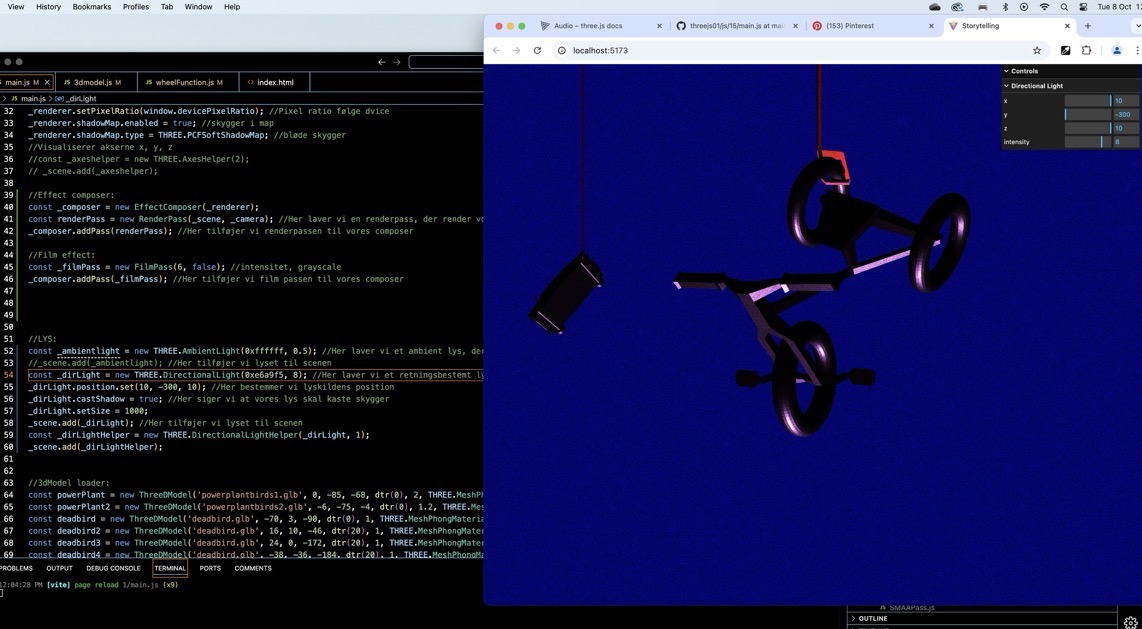 View History Bookmarks Profiles Tab Window Help
Tue 8 Oct
Audio – three.js docs
threejs01/js/15/main.js at mai
(153) Pinterest
Storytelling
localhost:5173
main.js M
JS 3dmodel.js M
JS wheelFunction.js M
index.html
JS main.js > _dirLight
32 _renderer.setPixelRatio(window.devicePixelRatio); //Pixel ratio følge dvice
33 _renderer.shadowMap.enabled = true; //skygger i map
34 _renderer.shadowMap.type = THREE.PCFSoftShadowMap; //bløde skygger
35 //Visualiserer akserne x, y, z
36 //const _axeshelper = new THREE.AxesHelper(2);
37 // _scene.add(_axeshelper);
38
39 //Effect composer:
40 const _composer = new EffectComposer(_renderer);
41 const renderPass = new RenderPass(_scene, _camera); //Her laver vi en renderpass, der render vo
42 _composer.addPass(renderPass); //Her tilføjer vi renderpassen til vores composer
43
44 //Film effect:
45 const _filmPass = new FilmPass(6, false); //intensitet, grayscale
46 _composer.addPass(_filmPass); //Her tilføjer vi film passen til vores composer
47
48
49
50
51 //LYS:
52 const _ambientlight = new THREE.AmbientLight(0xffffff, 0.5); //Her laver vi et ambient lys, der
53 //_scene.add(_ambientlight); //Her tilføjer vi lyset til scenen
54 const _dirLight = new THREE.DirectionalLight(0xe6a9f5, 8); //Her laver vi et retningsbestemt ly
55 _dirLight.position.set(10, -300, 10); //Her bestemmer vi lyskildens position
56 _dirLight.castShadow = true; //Her siger vi at vores lys skal kaste skygger
57 _dirLight.setSize = 1000;
58 _scene.add(_dirLight); //Her tilføjer vi lyset til scenen
59 const _dirLightHelper = new THREE.DirectionalLightHelper(_dirLight, 1);
60 _scene.add(_dirLightHelper);
61
62
63 //3dModel loader:
64 const powerPlant = new ThreeDModel('powerplantbirds1.glb', 0, -85, -68, dtr(0), 2, THREE.MeshP
65 const powerPlant2 = new ThreeDModel('powerplantbirds2.glb', -6, -75, -4, dtr(0), 1.2, THREE.Mes
66 const deadbird = new ThreeDModel('deadbird.glb', -70, 3, -90, dtr(0), 1, THREE.MeshPhongMateria
67 const deadbird2 = new ThreeDModel('deadbird.glb', 16, 10, -46, dtr(20), 1, THREE.MeshPhongMater
68 const deadbird3 = new ThreeDModel('deadbird.glb', 24, 0, -172, dtr(20), 1, THREE.MeshPhongMater
69 const deadbird4 = new ThreeDModel('deadbird.glb', -38, -36, -184, dtr(20), 1, THREE.MeshPhongMa
PROBLEMS OUTPUT DEBUG CONSOLE TERMINAL PORTS COMMENTS
12:04:28 PM [vite] page reload 1/main.js (x9)
Controls
Directional Light
x 10
y -300
z 10
intensity 8
JS SMAAPass.js
OUTLINE